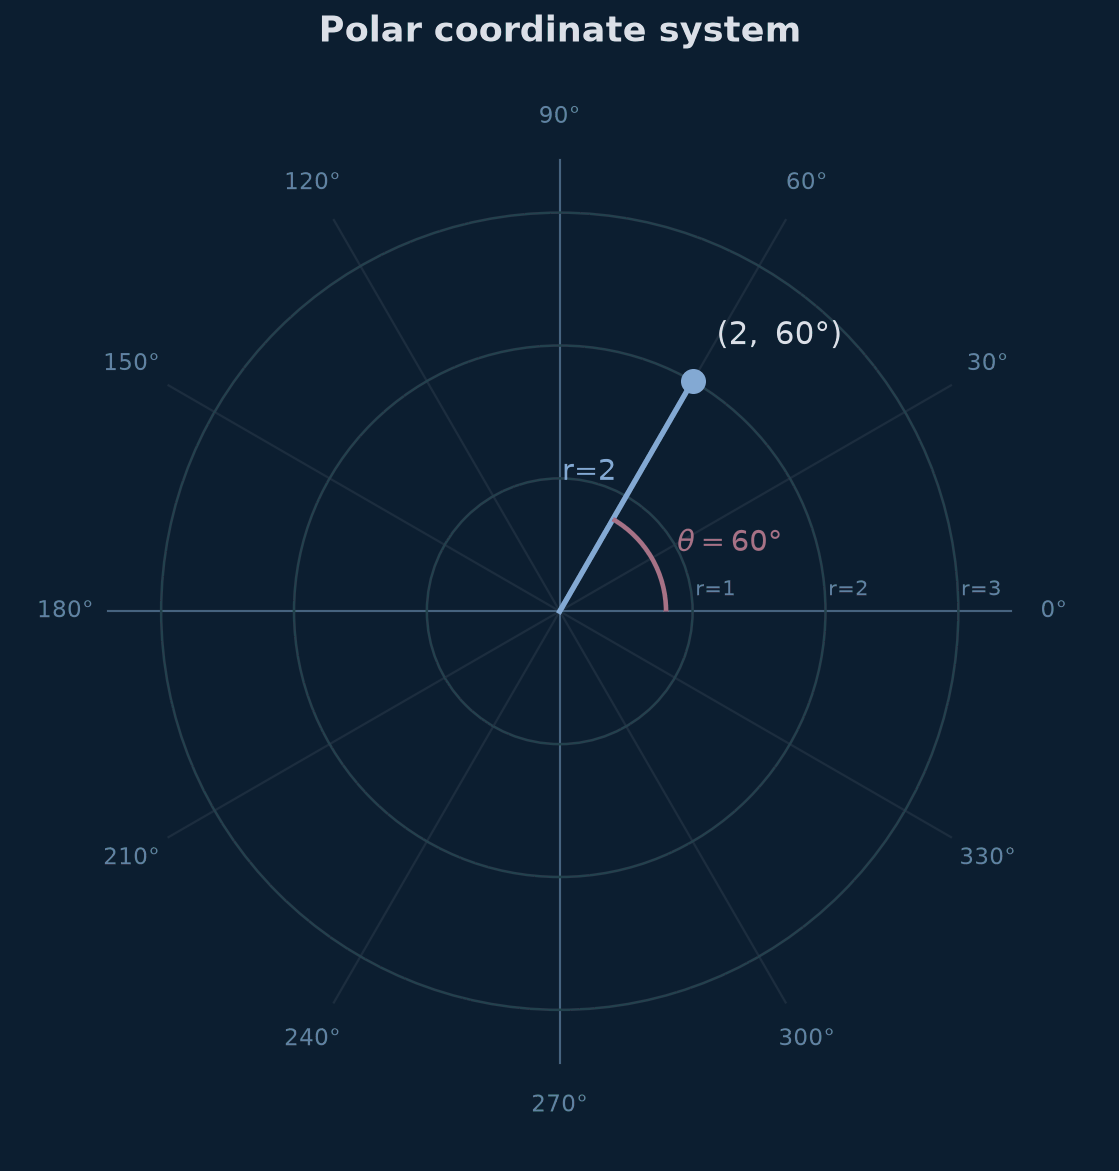 Polar coordinate system
90°
120°
60°
(2, 60°)
150°
30°
r=2
θ = 60°
r=1
r=2
r=3
180°
0°
210°
330°
240°
300°
270°